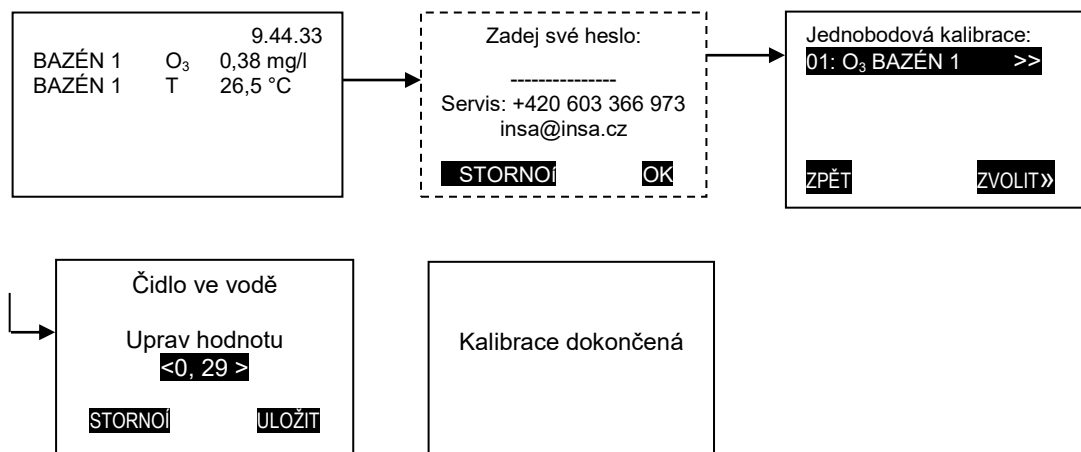 9.44.33
BAZÉN 1 O₃ 0,38 mg/l
BAZÉN 1 T 26,5 °C
Zadej své heslo:
---------------
Servis: +420 603 366 973
insa@insa.cz
STORNOí OK
Jednobodová kalibrace:
01: O₃ BAZÉN 1 >>
ZPĚT ZVOLIT»
Čidlo ve vodě
Uprav hodnotu
<0, 29 >
STORNOÍ ULOŽIT
Kalibrace dokončená